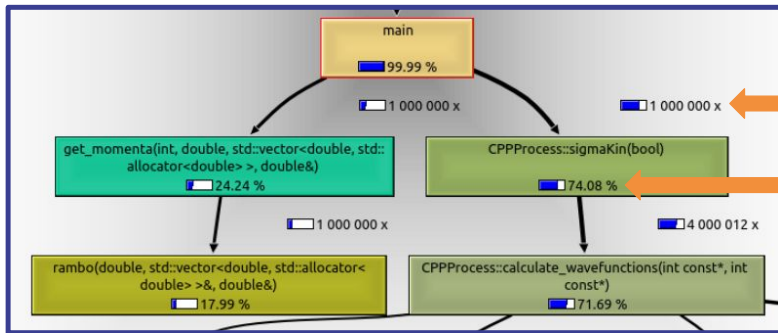 main
99.99 %
1 000 000 x
1 000 000 x
get_momenta(int, double, std::vector<double, std::
allocator<double> >, double&)
24.24 %
CPPProcess::sigmaKin(bool)
74.08 %
1 000 000 x
4 000 012 x
rambo(double, std::vector<double, std::allocator<
double> >&, double&)
17.99 %
CPPProcess::calculate_wavefunctions(int const*, int
const*)
71.69 %